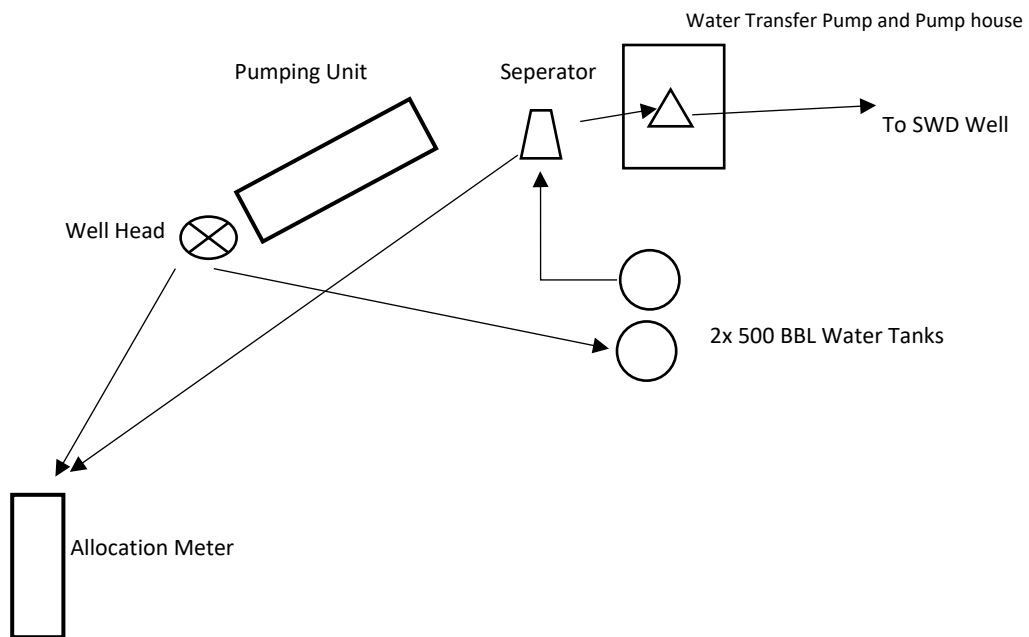 Water Transfer Pump and Pump house
Pumping Unit
Seperator
To SWD Well
Well Head
2x 500 BBL Water Tanks
Allocation Meter